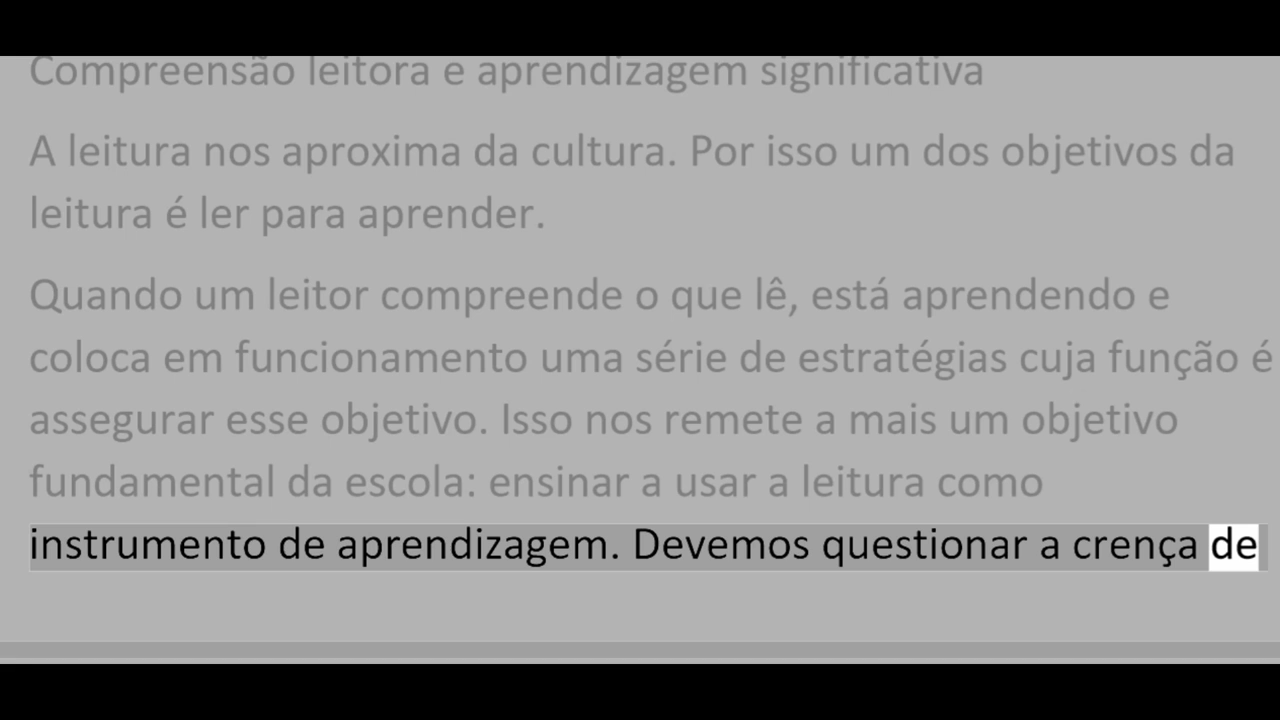 Compreensão leitora e aprendizagem significativa
A leitura nos aproxima da cultura. Por isso um dos objetivos da
leitura é ler para aprender.
Quando um leitor compreende o que lê, está aprendendo e
coloca em funcionamento uma série de estratégias cuja função é
assegurar esse objetivo. Isso nos remete a mais um objetivo
fundamental da escola: ensinar a usar a leitura como
instrumento de aprendizagem. Devemos questionar a crença de